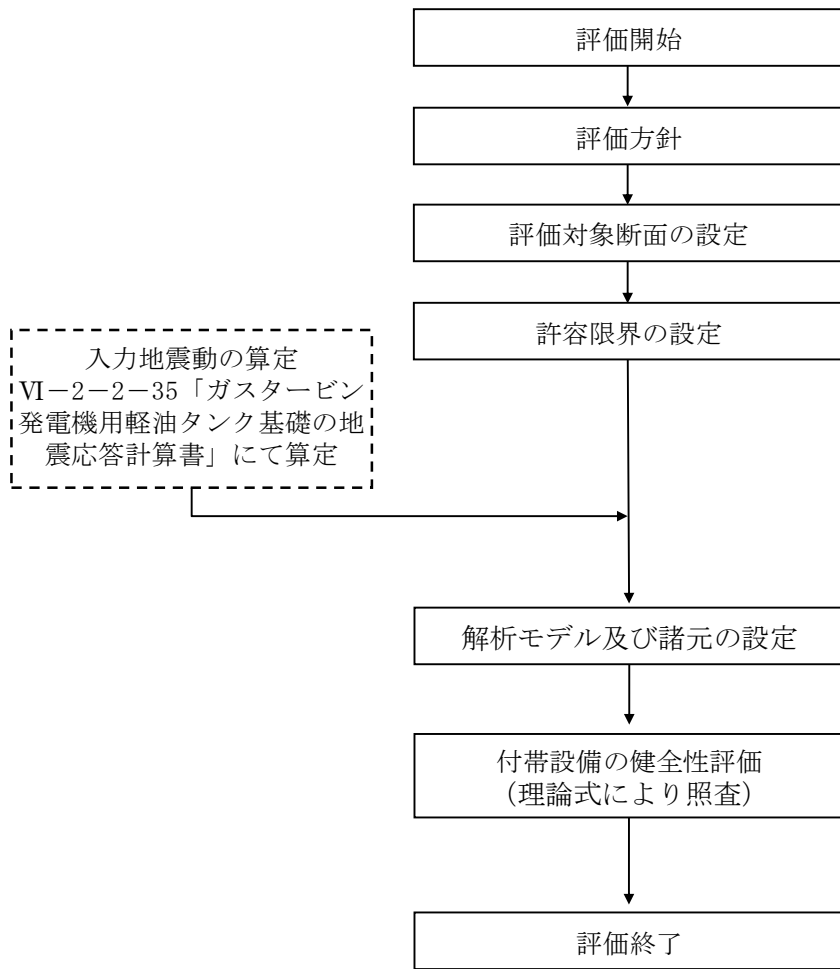 評価開始
評価方針
評価対象断面の設定
許容限界の設定
入力地震動の算定
Ⅵ－2－2－35「ガスタービン
発電機用軽油タンク基礎の地
震応答計算書」にて算定
解析モデル及び諸元の設定
付帯設備の健全性評価
（理論式により照査）
評価終了